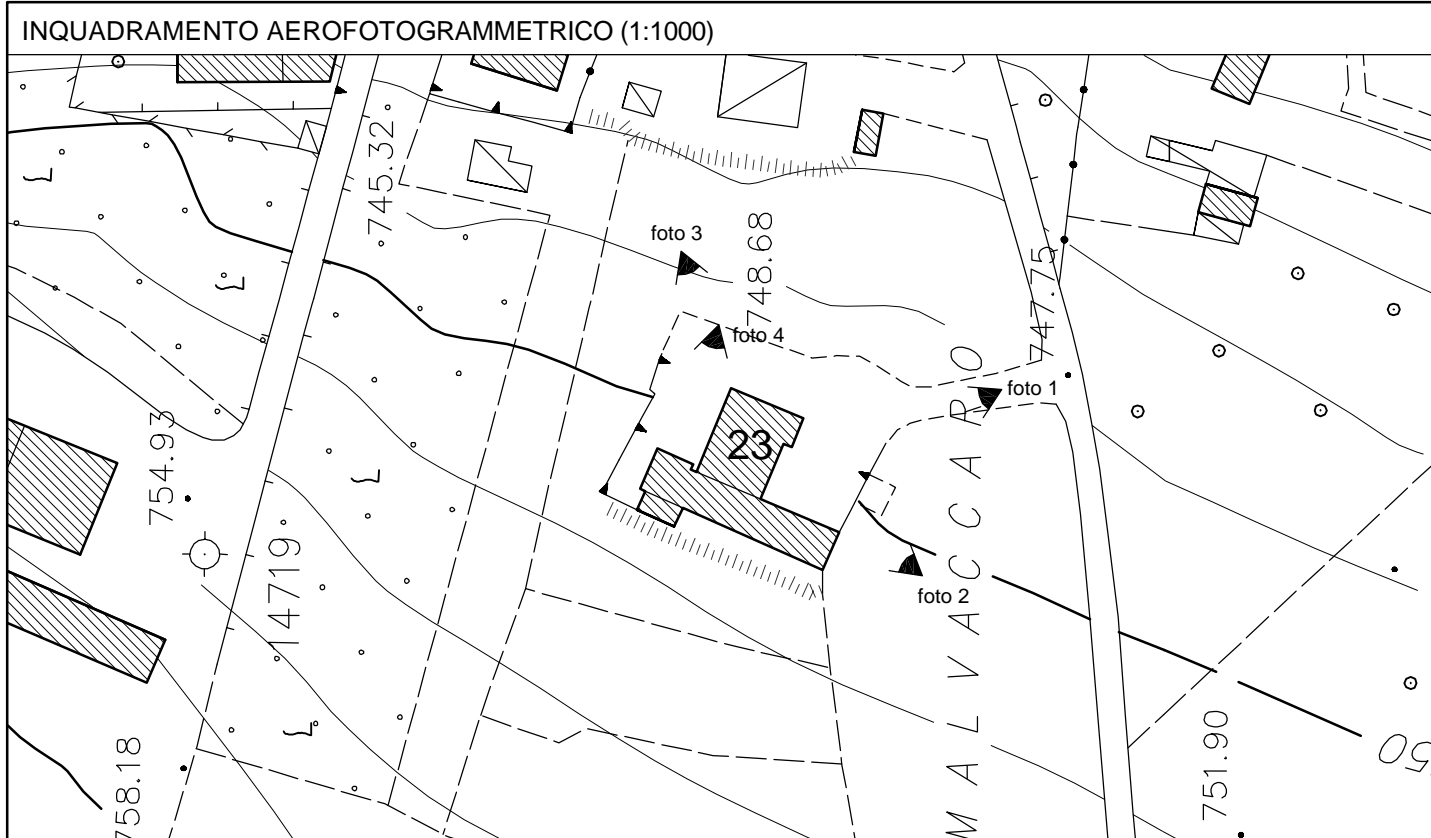 INQUADRAMENTO AEROFOTOGRAMMETRICO (1:1000)
745.32
foto 3
748.68
foto 4
747.75
foto 1
754.93
23
14719
foto 2
MALVACCARO
758.18
751.90